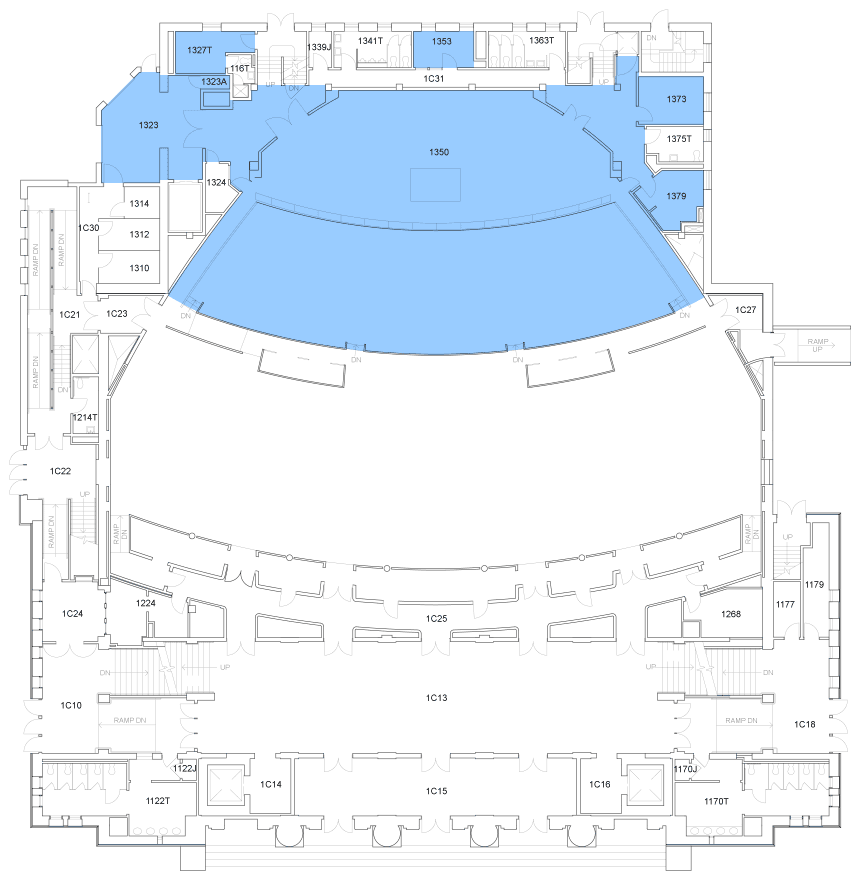 DN
1339J
1341T
1353
1363T
1327T
116T
1C31
1323A
DN
UP
UP
1373
1323
1375T
1350
1324
1379
1314
1C30
1312
RAMP DN
RAMP DN
1310
1C21
1C23
DN
DN
1C27
RAMP
UP
RAMP DN
DN
DN
DN
1214T
1C22
UP
RAMP DN
RAMP
DN
RAMP
DN
UP
1179
1224
1177
1C24
1C25
1268
DN
UP
UP
DN
1C10
1C13
RAMP DN
RAMP DN
1C18
1122J
1C14
1C15
1C16
1170J
1122T
1170T